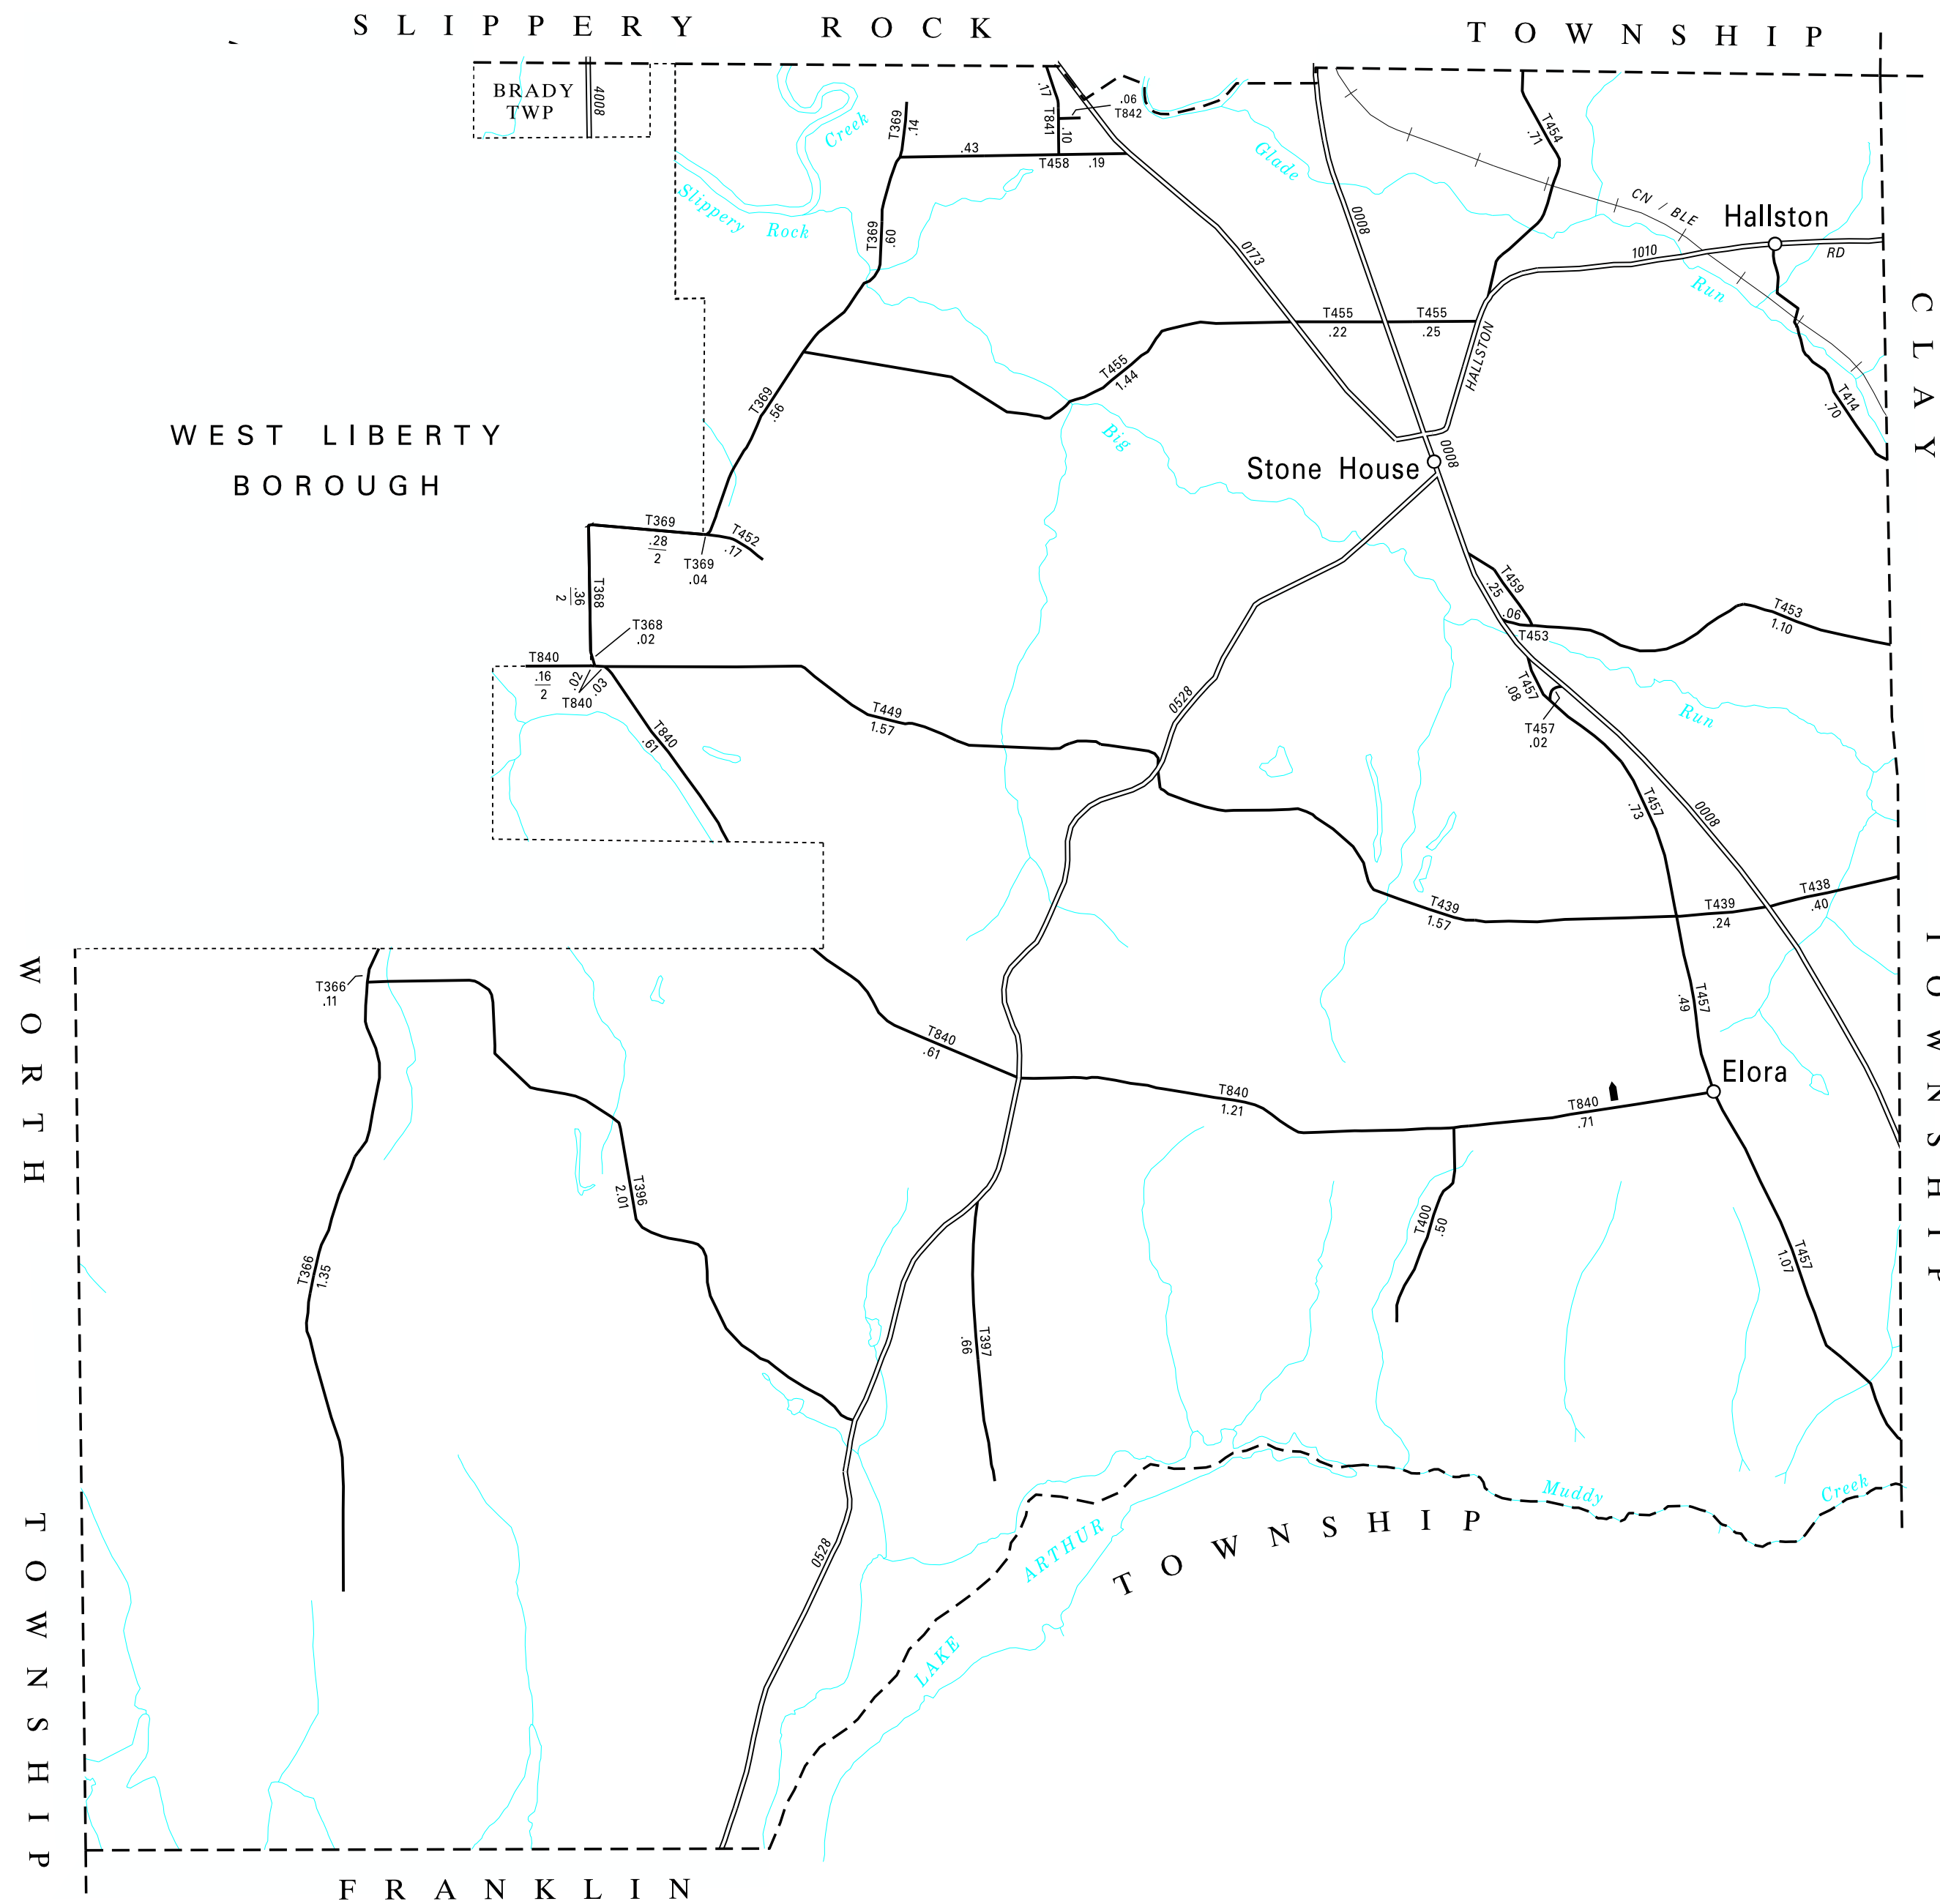 SLIPPERY ROCK TOWNSHIP
BRADY
TWP
4008
Creek
Slippery Rock
T369
.14
.43
.17
T841
.10
.06
T842
T458
.19
T369
.60
Glade
0173
0008
T454
.71
CN / BLE
Hallston
1010
RD
Run
CLAY
TOWNSHIP
T455
.22
T455
.25
HALLSTON
T455
1.44
T369
.56
T414
.70
WEST LIBERTY
BOROUGH
Big
Stone House
0008
T369
.28
2
T452
.17
T369
.04
T368
.36
2
T368
.02
T459
.25
.06
T453
T453
1.10
T840
.16
2
.02
.03
T840
T840
.61
T449
1.57
0528
T457
.08
T457
.02
Run
T457
.73
0008
T439
1.57
T439
.24
T438
.40
WORTH
TOWNSHIP
T366
.11
T840
.61
T457
.49
Elora
T840
1.21
T840
.71
T396
2.01
T400
.50
T366
1.35
T457
1.07
T397
.66
0528
Muddy Creek
LAKE ARTHUR
FRANKLIN TOWNSHIP